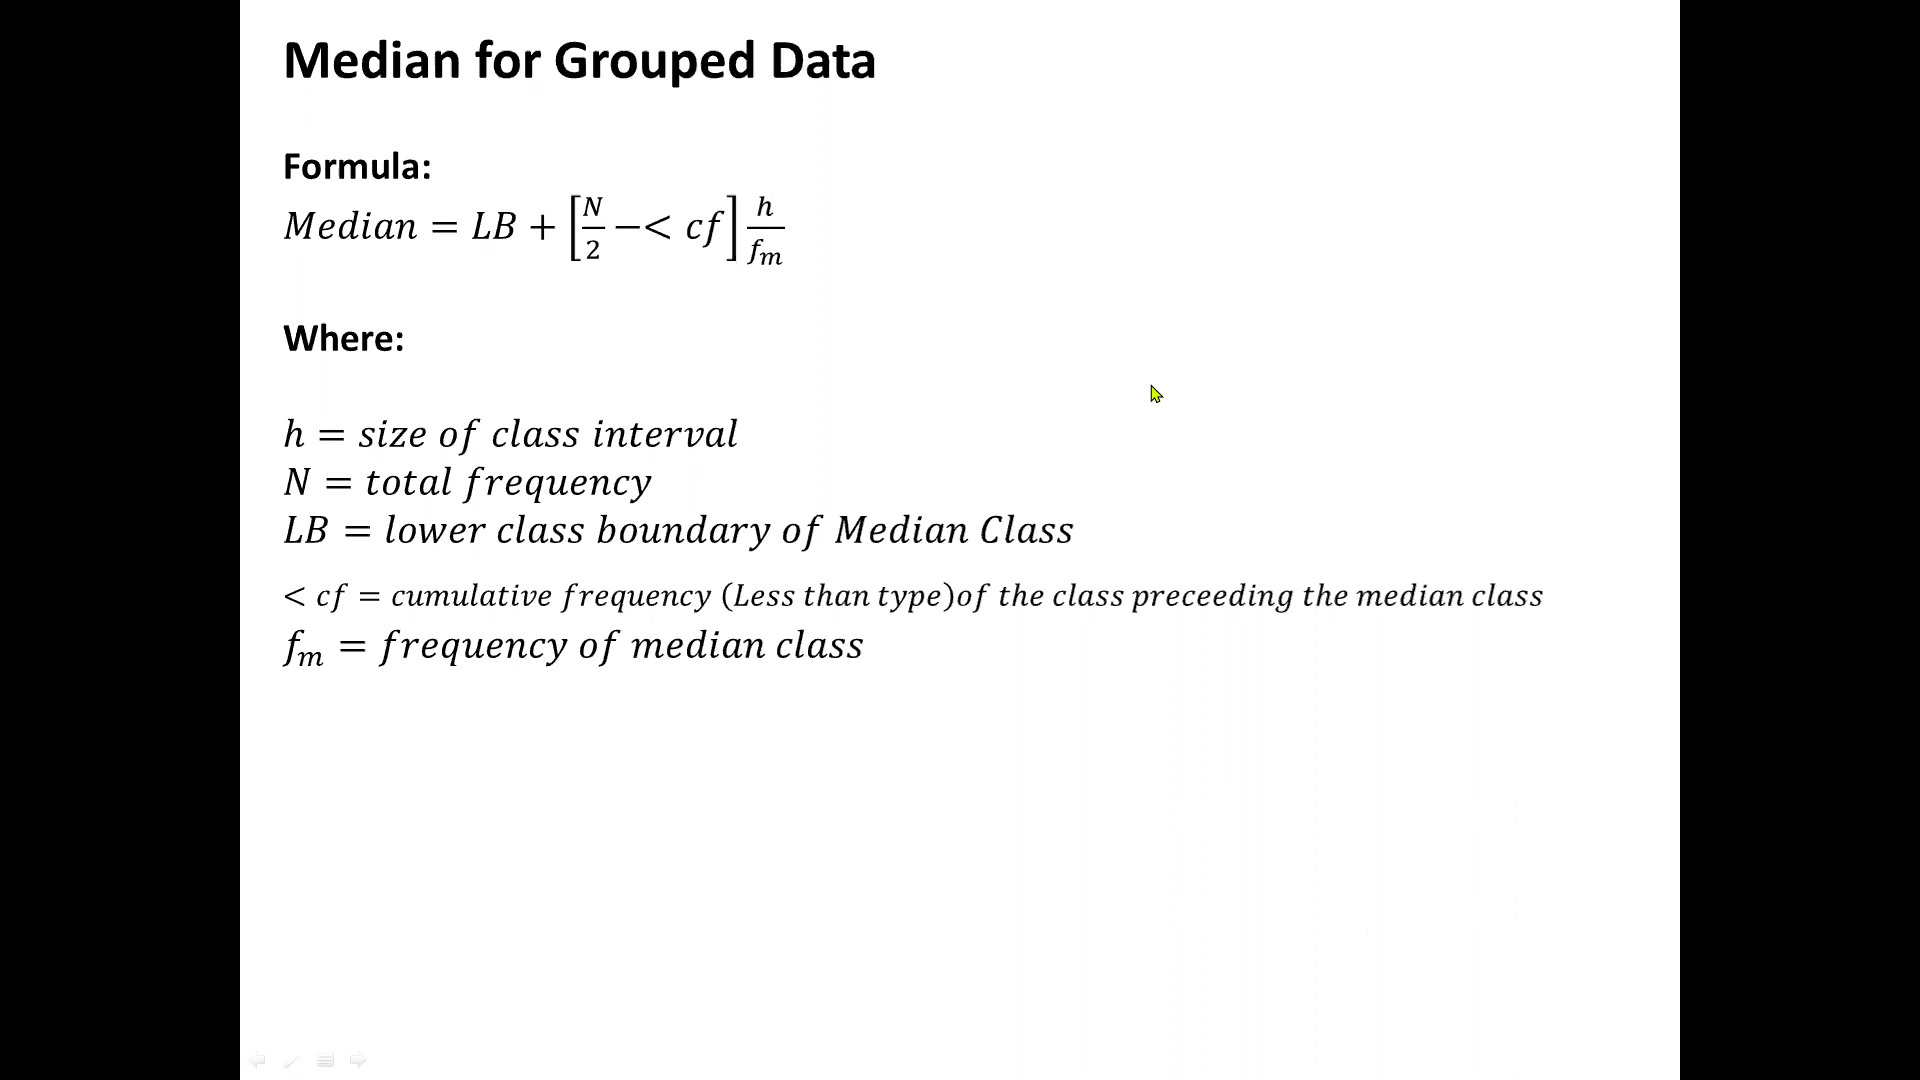 Median for Grouped Data
Formula:
Median = LB + [N/2 −< cf] h/fₘ
Where:
h = size of class interval
N = total frequency
LB = lower class boundary of Median Class
< cf = cumulative frequency (Less than type)of the class preceeding the median class
fₘ = frequency of median class